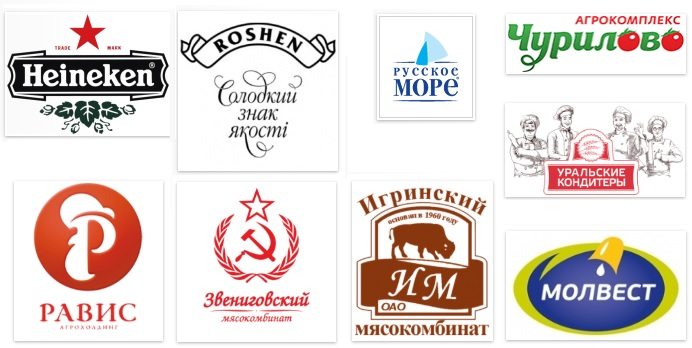 TRADE MARK
Heineken®
ROSHEN
Солодкий
знак
якості
РУССКОЕ
МОРЕ
АГРОКОМПЛЕКС
Чурилово
УРАЛЬСКИЕ
КОНДИТЕРЫ
Р
РАВИС
АГРОХОЛДИНГ
Звениговский
мясокомбинат
Игринский
основан в 1960 году
ИМ
ОАО
мясокомбинат
МОЛВЕСТ